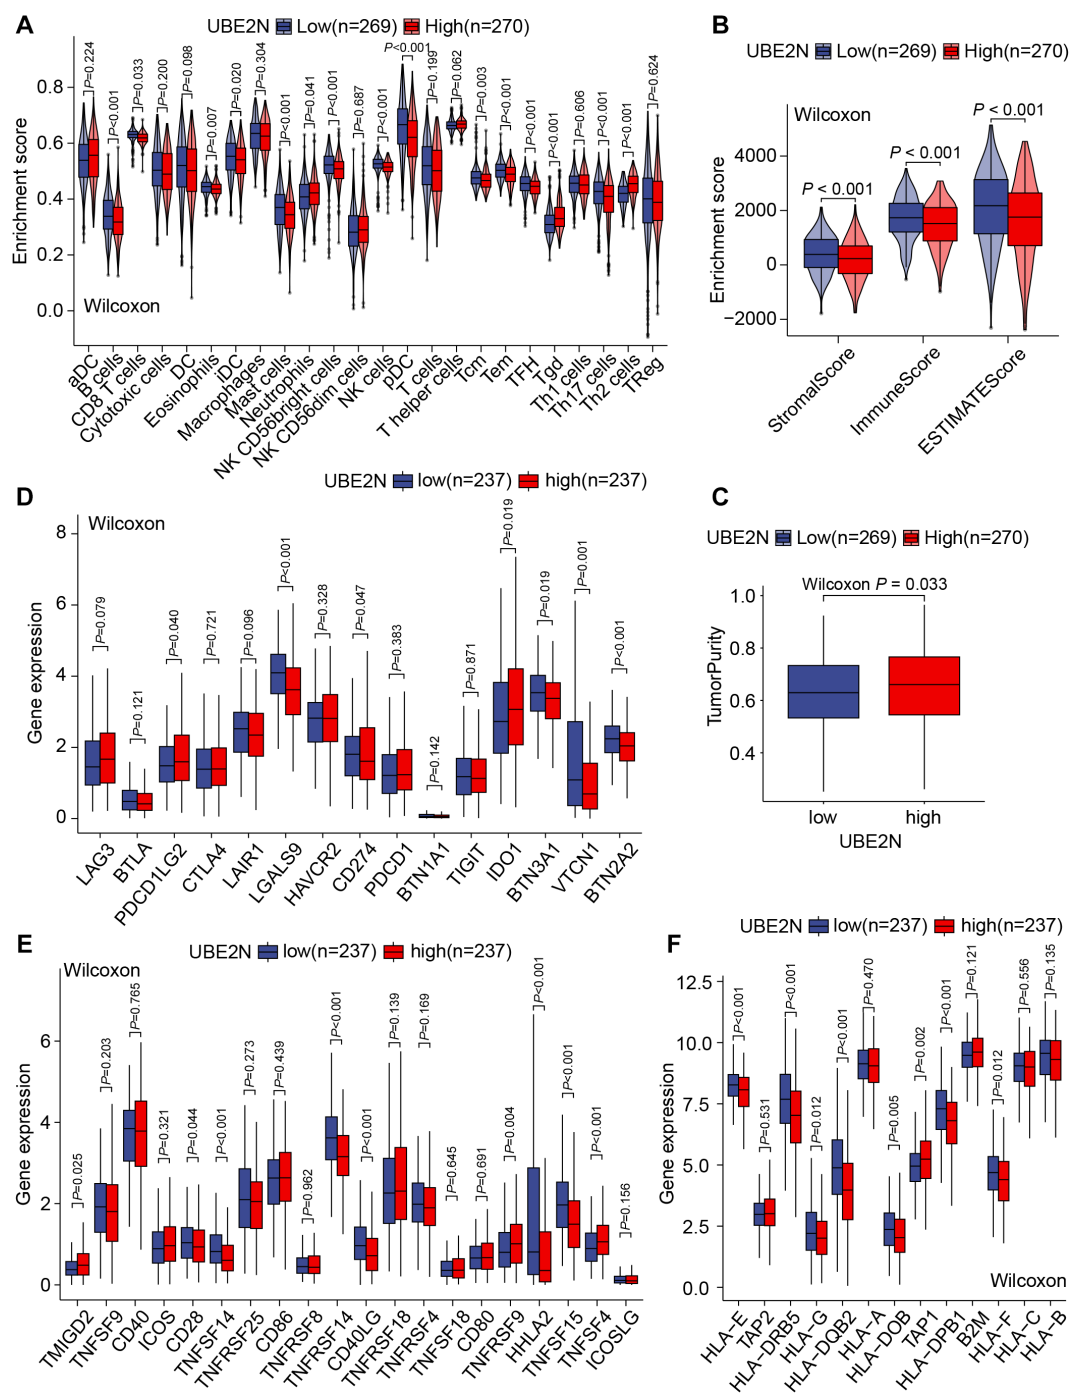 A
UBE2N Low(n=269) High(n=270)
Enrichment score
0.8
0.6
0.4
0.2
0.0
P=0.224
P<0.001
P=0.033
P=0.200
P=0.098
P=0.007
P=0.020
P=0.304
P<0.001
P=0.041
P<0.001
P=0.687
P<0.001
P<0.001
P=0.199
P=0.062
P=0.003
P<0.001
P<0.001
P<0.001
P=0.606
P<0.001
P<0.001
P=0.624
Wilcoxon
aDC
B cells
CD8 T cells
Cytotoxic cells
DC
Eosinophils
iDC
Macrophages
Mast cells
Neutrophils
NK CD56bright cells
NK CD56dim cells
NK cells
pDC
T cells
T helper cells
Tcm
Tem
TFH
Tgd
Th1 cells
Th17 cells
Th2 cells
TReg
B
UBE2N Low(n=269) High(n=270)
Wilcoxon
Enrichment score
4000
2000
0
−2000
P < 0.001
P < 0.001
P < 0.001
StromalScore
ImmuneScore
ESTIMATEScore
D
UBE2N low(n=237) high(n=237)
Wilcoxon
Gene expression
8
6
4
2
0
P=0.079
P=0.121
P=0.040
P=0.721
P=0.096
P<0.001
P=0.328
P=0.047
P=0.383
P=0.142
P=0.871
P=0.019
P=0.019
P=0.001
P<0.001
LAG3
BTLA
PDCD1LG2
CTLA4
LAIR1
LGALS9
HAVCR2
CD274
PDCD1
BTN1A1
TIGIT
IDO1
BTN3A1
VTCN1
BTN2A2
C
UBE2N Low(n=269) High(n=270)
Wilcoxon P = 0.033
TumorPurity
1.0
0.8
0.6
0.4
low
high
UBE2N
E
UBE2N low(n=237) high(n=237)
Wilcoxon
Gene expression
6
4
2
0
P=0.025
P=0.203
P=0.765
P=0.321
P=0.044
P<0.001
P=0.273
P=0.439
P=0.962
P<0.001
P<0.001
P=0.139
P=0.169
P=0.645
P=0.691
P=0.004
P<0.001
P<0.001
P<0.001
P=0.156
TMIGD2
TNFSF9
CD40
ICOS
CD28
TNFSF14
TNFRSF25
CD86
TNFRSF8
TNFRSF14
CD40LG
TNFRSF18
TNFRSF4
TNFSF18
CD80
TNFRSF9
HHLA2
TNFSF15
TNFSF4
ICOSLG
F
UBE2N low(n=237) high(n=237)
Gene expression
12.5
10.0
7.5
5.0
2.5
0.0
P<0.001
P=0.531
P<0.001
P=0.012
P<0.001
P=0.470
P=0.005
P=0.002
P<0.001
P=0.121
P=0.012
P=0.556
P=0.135
Wilcoxon
HLA−E
TAP2
HLA−DRB5
HLA−G
HLA−DQB2
HLA−A
HLA−DOB
TAP1
HLA−DPB1
B2M
HLA−F
HLA−C
HLA−B